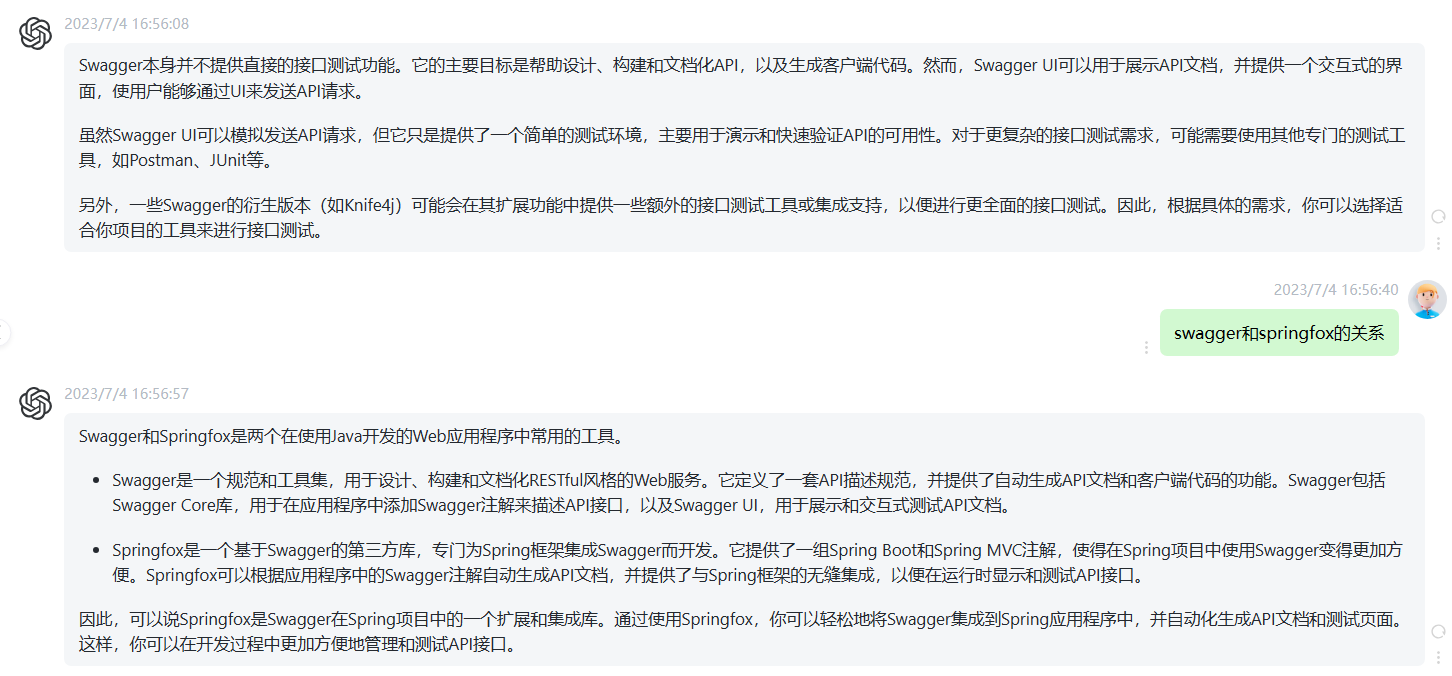 2023/7/4 16:56:08
Swagger本身并不提供直接的接口测试功能。它的主要目标是帮助设计、构建和文档化API，以及生成客户端代码。然而，Swagger UI可以用于展示API文档，并提供一个交互式的界
面，使用户能够通过UI来发送API请求。
虽然Swagger UI可以模拟发送API请求，但它只是提供了一个简单的测试环境，主要用于演示和快速验证API的可用性。对于更复杂的接口测试需求，可能需要使用其他专门的测试工
具，如Postman、JUnit等。
另外，一些Swagger的衍生版本（如Knife4j）可能会在其扩展功能中提供一些额外的接口测试工具或集成支持，以便进行更全面的接口测试。因此，根据具体的需求，你可以选择适
合你项目的工具来进行接口测试。
2023/7/4 16:56:40
swagger和springfox的关系
2023/7/4 16:56:57
Swagger和Springfox是两个在使用Java开发的Web应用程序中常用的工具。
• Swagger是一个规范和工具集，用于设计、构建和文档化RESTful风格的Web服务。它定义了一套API描述规范，并提供了自动生成API文档和客户端代码的功能。Swagger包括
Swagger Core库，用于在应用程序中添加Swagger注解来描述API接口，以及Swagger UI，用于展示和交互式测试API文档。
• Springfox是一个基于Swagger的第三方库，专门为Spring框架集成Swagger而开发。它提供了一组Spring Boot和Spring MVC注解，使得在Spring项目中使用Swagger变得更加方
便。Springfox可以根据应用程序中的Swagger注解自动生成API文档，并提供了与Spring框架的无缝集成，以便在运行时显示和测试API接口。
因此，可以说Springfox是Swagger在Spring项目中的一个扩展和集成库。通过使用Springfox，你可以轻松地将Swagger集成到Spring应用程序中，并自动化生成API文档和测试页面。
这样，你可以在开发过程中更加方便地管理和测试API接口。